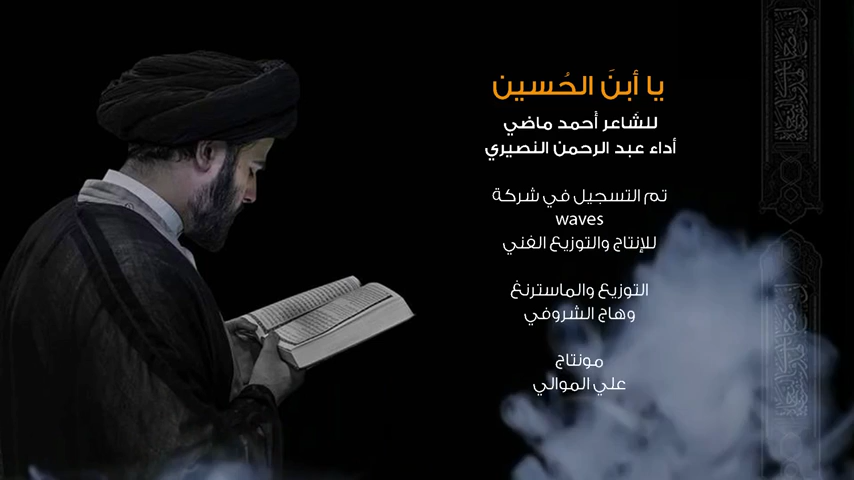 يا أبنَ الحُسين
للشاعر أحمد ماضي
أداء عبد الرحمن النصيري
تم التسجيل في شركة
waves
للإنتاج والتوزيع الفني
التوزيع والماسترنغ
وهاج الشروفي
مونتاج
علي الموالي